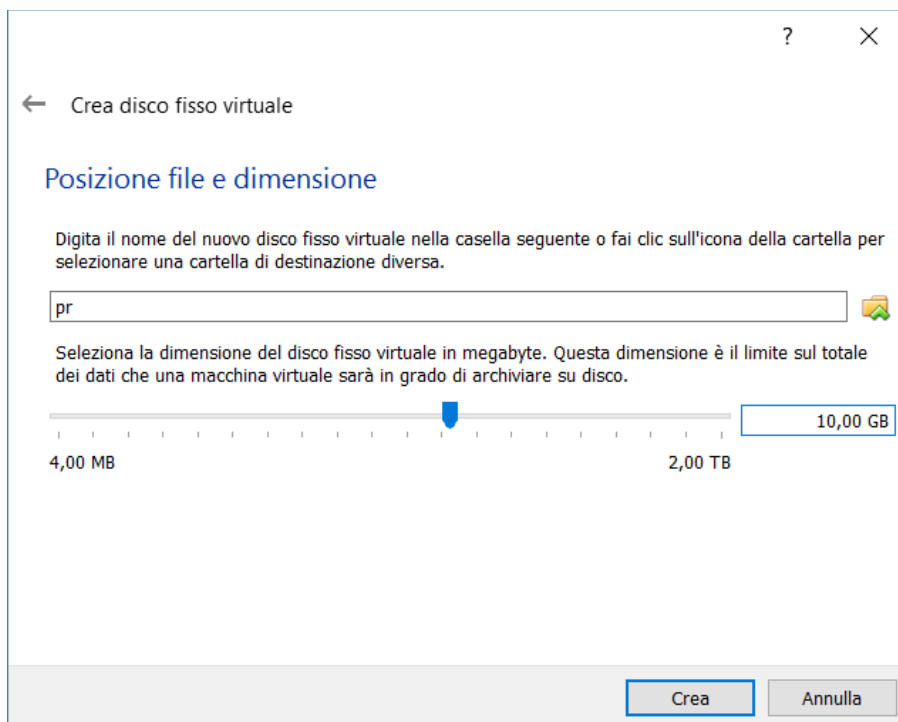 ?
Crea disco fisso virtuale
Posizione file e dimensione
Digita il nome del nuovo disco fisso virtuale nella casella seguente o fai clic sull'icona della cartella per
selezionare una cartella di destinazione diversa.
pr
Seleziona la dimensione del disco fisso virtuale in megabyte. Questa dimensione è il limite sul totale
dei dati che una macchina virtuale sarà in grado di archiviare su disco.
10,00 GB
4,00 MB 2,00 TB
Crea Annulla